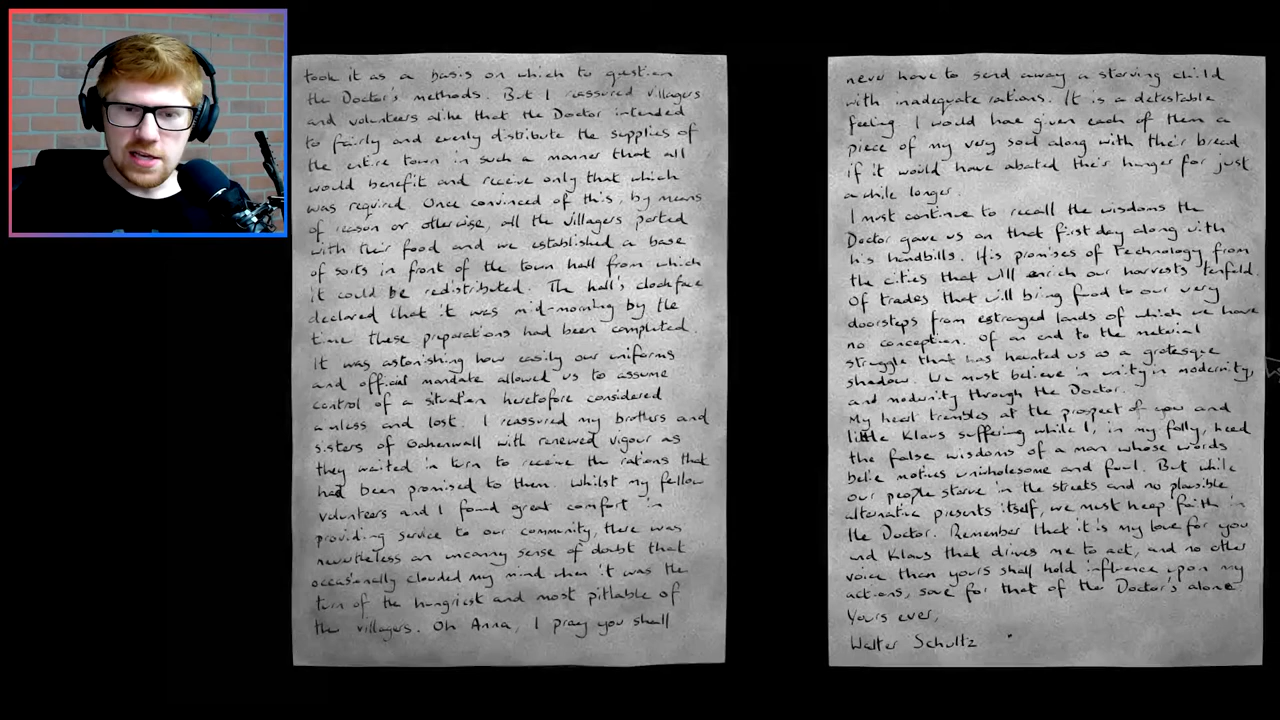 took it as a basis on which to question
the Doctor's methods. But I reassured villagers
and volunteers alike that the Doctor intended
to fairly and evenly distribute the supplies of
the entire town in such a manner that all
would benefit and receive only that which
was required. Once convinced of this, by means
of reason or otherwise, all the villagers parted
with their food and we established a base
of sorts in front of the town hall from which
it could be redistributed. The hall's clockface
declared that it was mid-morning by the
time these preparations had been completed.
It was astonishing how easily our uniforms
and official mandate allowed us to assume
control of a situation heretofore considered
aimless and lost. I reassured my brothers and
sisters of Oakenwall with renewed vigour as
they waited in turn to receive the rations that
had been promised to them. Whilst my fellow
volunteers and I found great comfort in
providing service to our community, there was
nevertheless an uncanny sense of doubt that
occasionally clouded my mind when it was the
turn of the hungriest and most pitiable of
the villagers. Oh Anna, I pray you shall
never have to send away a starving child
with inadequate rations. It is a detestable
feeling. I would have given each of them a
piece of my very soul along with their bread
if it would have abated their hunger for just
a while longer.
I must continue to recall the wisdoms the
Doctor gave us on that first day along with
his handbills. His promises of Technology from
the cities that will enrich our harvests tenfold.
Of trades that will bring food to our very
doorsteps from estranged lands of which we have
no conception. Of an end to the material
struggle that has haunted us as a grotesque
shadow. We must believe in unity in modernity,
and modernity through the Doctor.
My heart trembles at the prospect of you and
little Klaus suffering while I, in my folly, heed
the false wisdoms of a man whose words
belie motives unwholesome and foul. But while
our people starve in the streets and no plausible
alternative presents itself, we must keep faith in
the Doctor. Remember that it is my love for you
and Klaus that drives me to act, and no other
voice than yours shall hold influence upon my
actions, save for that of the Doctor's alone.
Yours ever,
Walter Schultz